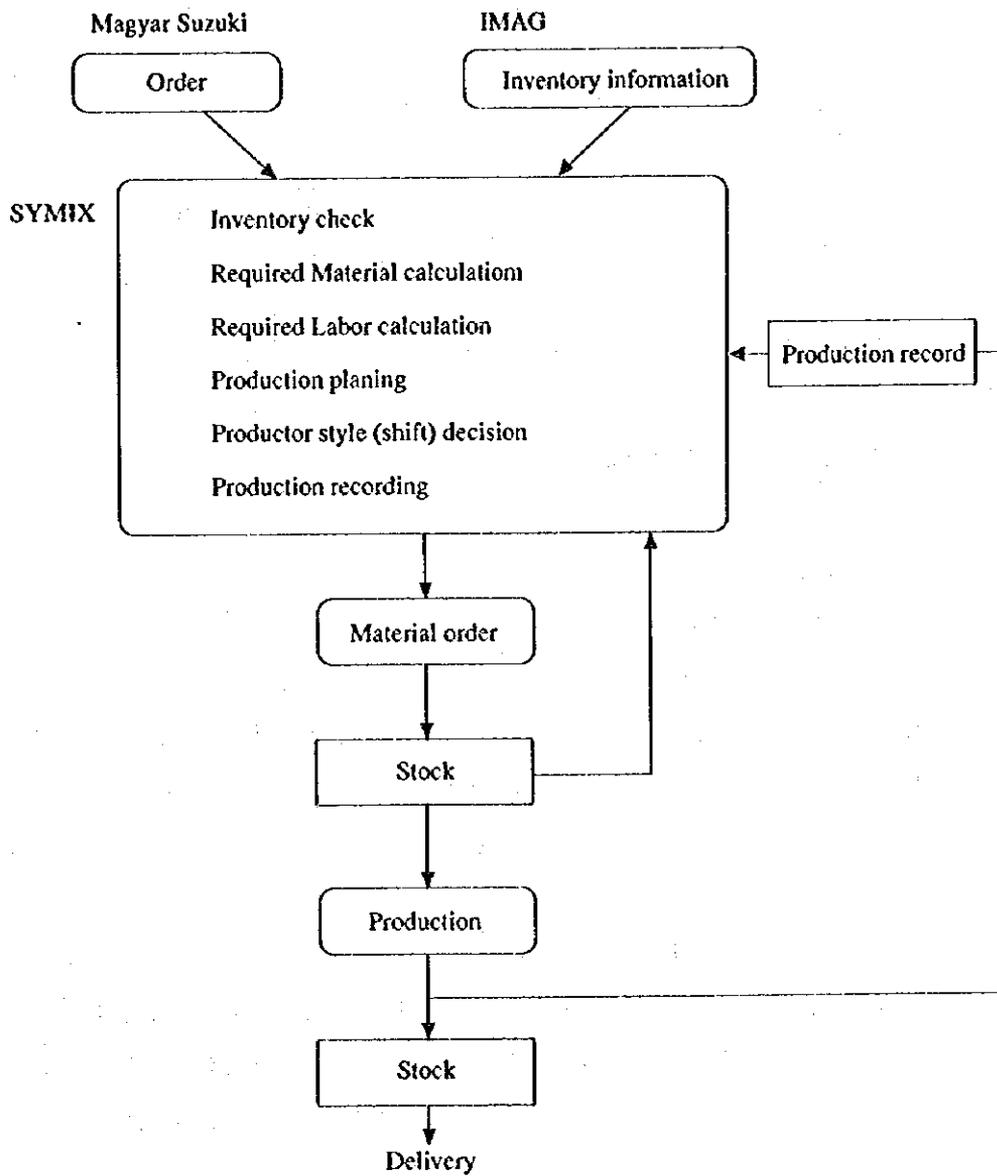 Magyar Suzuki
IMAG
Order
Inventory information
SYMIX
Inventory check
Required Material calculatiom
Required Labor calculation
Production planing
Productor style (shift) decision
Production recording
Production record
Material order
Stock
Production
Stock
Delivery